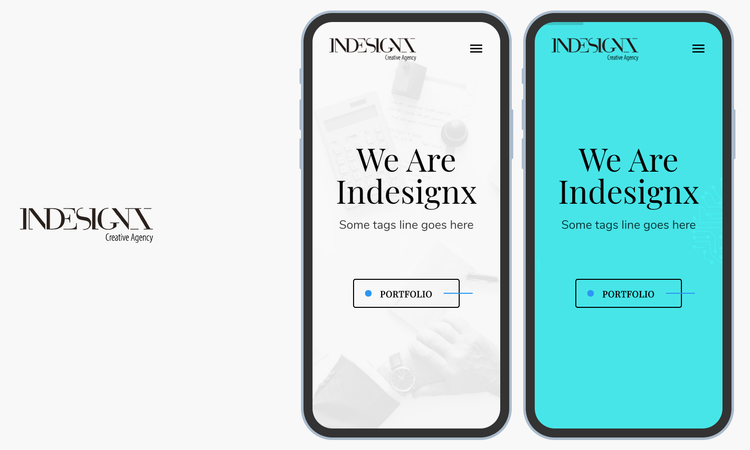 INDESIGNX
Creative Agency
INDESIGNX
Creative Agency
We Are
Indesignx
Some tags line goes here
PORTFOLIO
INDESIGNX
Creative Agency
We Are
Indesignx
Some tags line goes here
PORTFOLIO